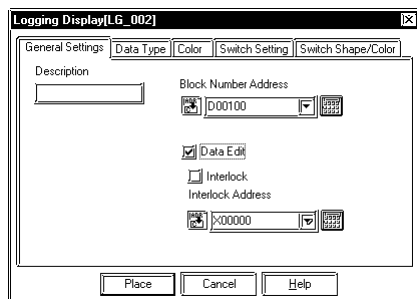 Logging Display[LG_002]
General Settings Data Type Color Switch Setting Switch Shape/Color
Description
Block Number Address
D00100
Data Edit
Interlock
Interlock Address
X00000
Place Cancel Help